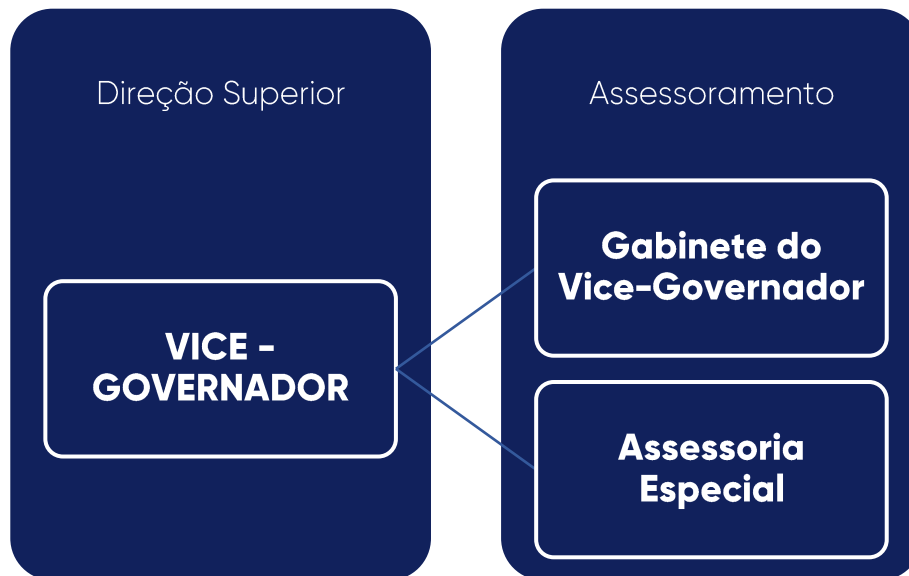 Direção Superior
VICE -
GOVERNADOR
Assessoramento
Gabinete do
Vice-Governador
Assessoria
Especial